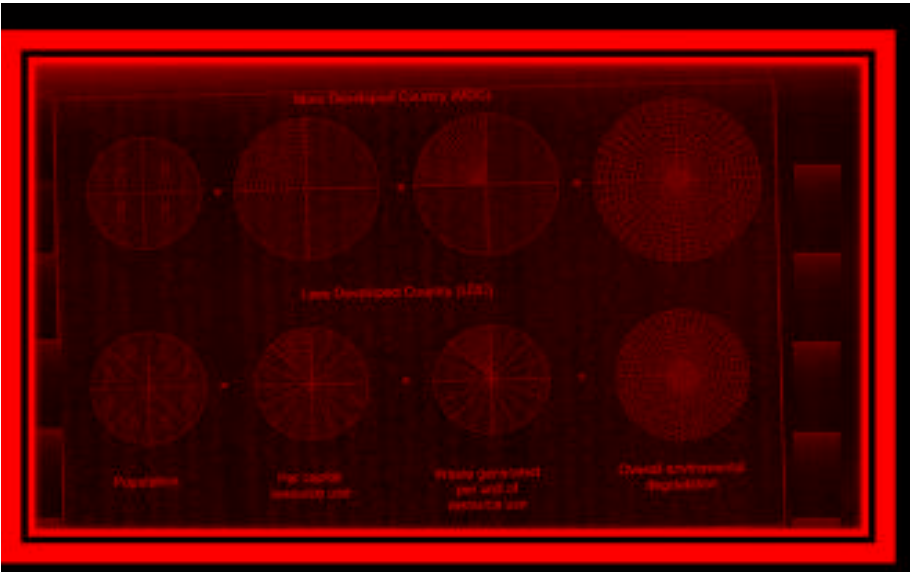 More Developed Country (MDC)
Less Developed Country (LDC)
Population
Per capita
resource use
Waste generated
per unit of
resource use
Overall environmental
degradation